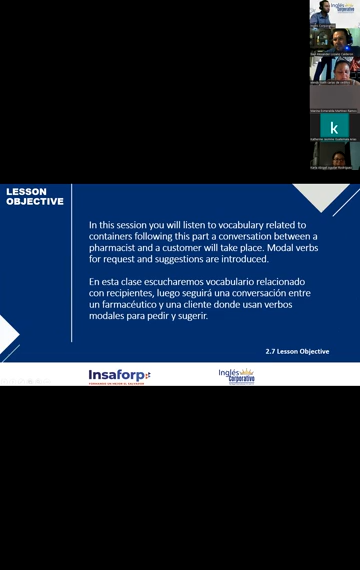 Inglés
Corporativo
k
LESSON
OBJECTIVE
In this session you will listen to vocabulary related to
containers following this part a conversation between a
pharmacist and a customer will take place. Modal verbs
for request and suggestions are introduced.
En esta clase escucharemos vocabulario relacionado
con recipientes, luego seguirá una conversación entre
un farmacéutico y una cliente donde usan verbos
modales para pedir y sugerir.
2.7 Lesson Objective
Insaforp
Inglés
Corporativo